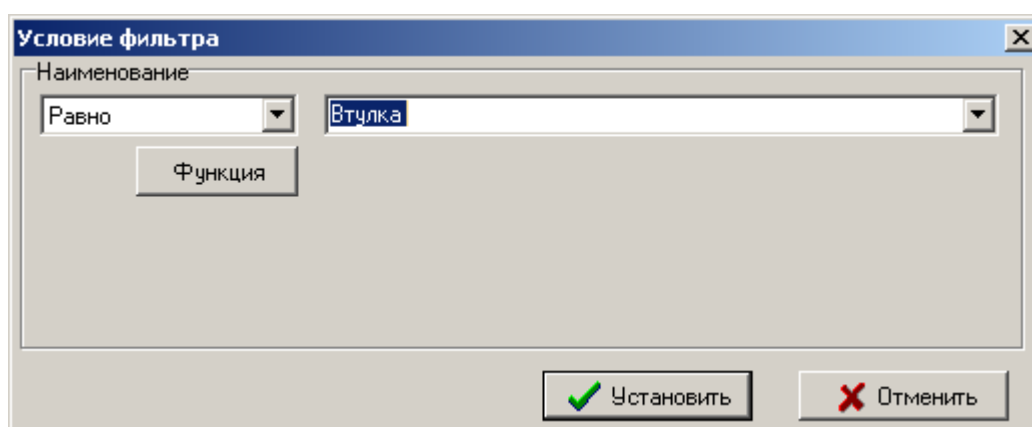 Условие фильтра
Наименование
Равно Втулка
Функция
Установить Отменить